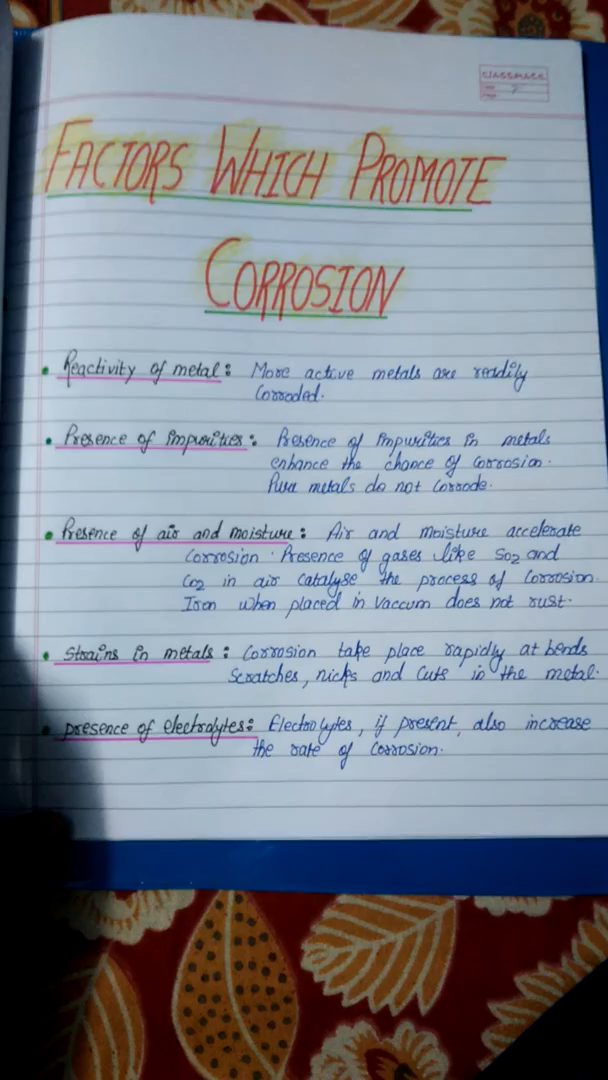 classmate
FACTORS WHICH PROMOTE
CORROSION
• Reactivity of metal: More active metals are readily
Corroded.
• Presence of impurities: Presence of impurities in metals
enhance the chance of corrosion.
Pure metals do not corrode.
• Presence of air and moisture: Air and moisture accelerate
Corrosion. Presence of gases like SO2 and
CO2 in air catalyse the process of corrosion.
Iron when placed in vaccum does not rust.
• Strains in metals: Corrosion take place rapidly at bends
Scratches, nicks and cuts in the metal.
• presence of electrolytes: Electrolytes, if present, also increase
the rate of corrosion.